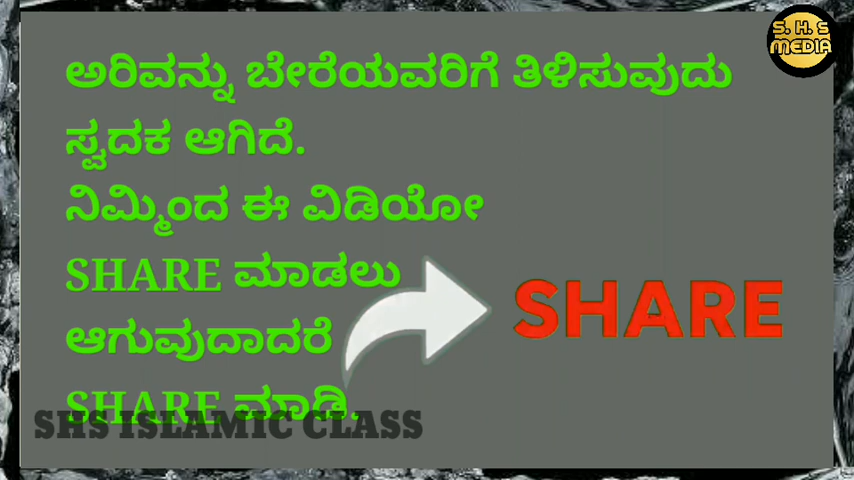 S. H. S
MEDIA
ಅರಿವನ್ನು ಬೇರೆಯವರಿಗೆ ತಿಳಿಸುವುದು
ಸ್ವದಕ ಆಗಿದೆ.
ನಿಮ್ಮಿಂದ ಈ ವಿಡಿಯೋ
SHARE ಮಾಡಲು
ಆಗುವುದಾದರೆ
SHARE ಮಾಡಿ.
SHARE
SHS ISLAMIC CLASS